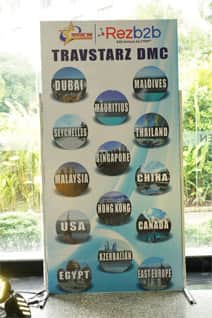 Rezb2b
TRAVSTARZ DMC
DUBAI
MALDIVES
MAURITIUS
SEYCHELLES
THAILAND
SINGAPORE
MALAYSIA
CHINA
HONG KONG
USA
CANADA
AZERBAIJAN
EGYPT
EAST EUROPE